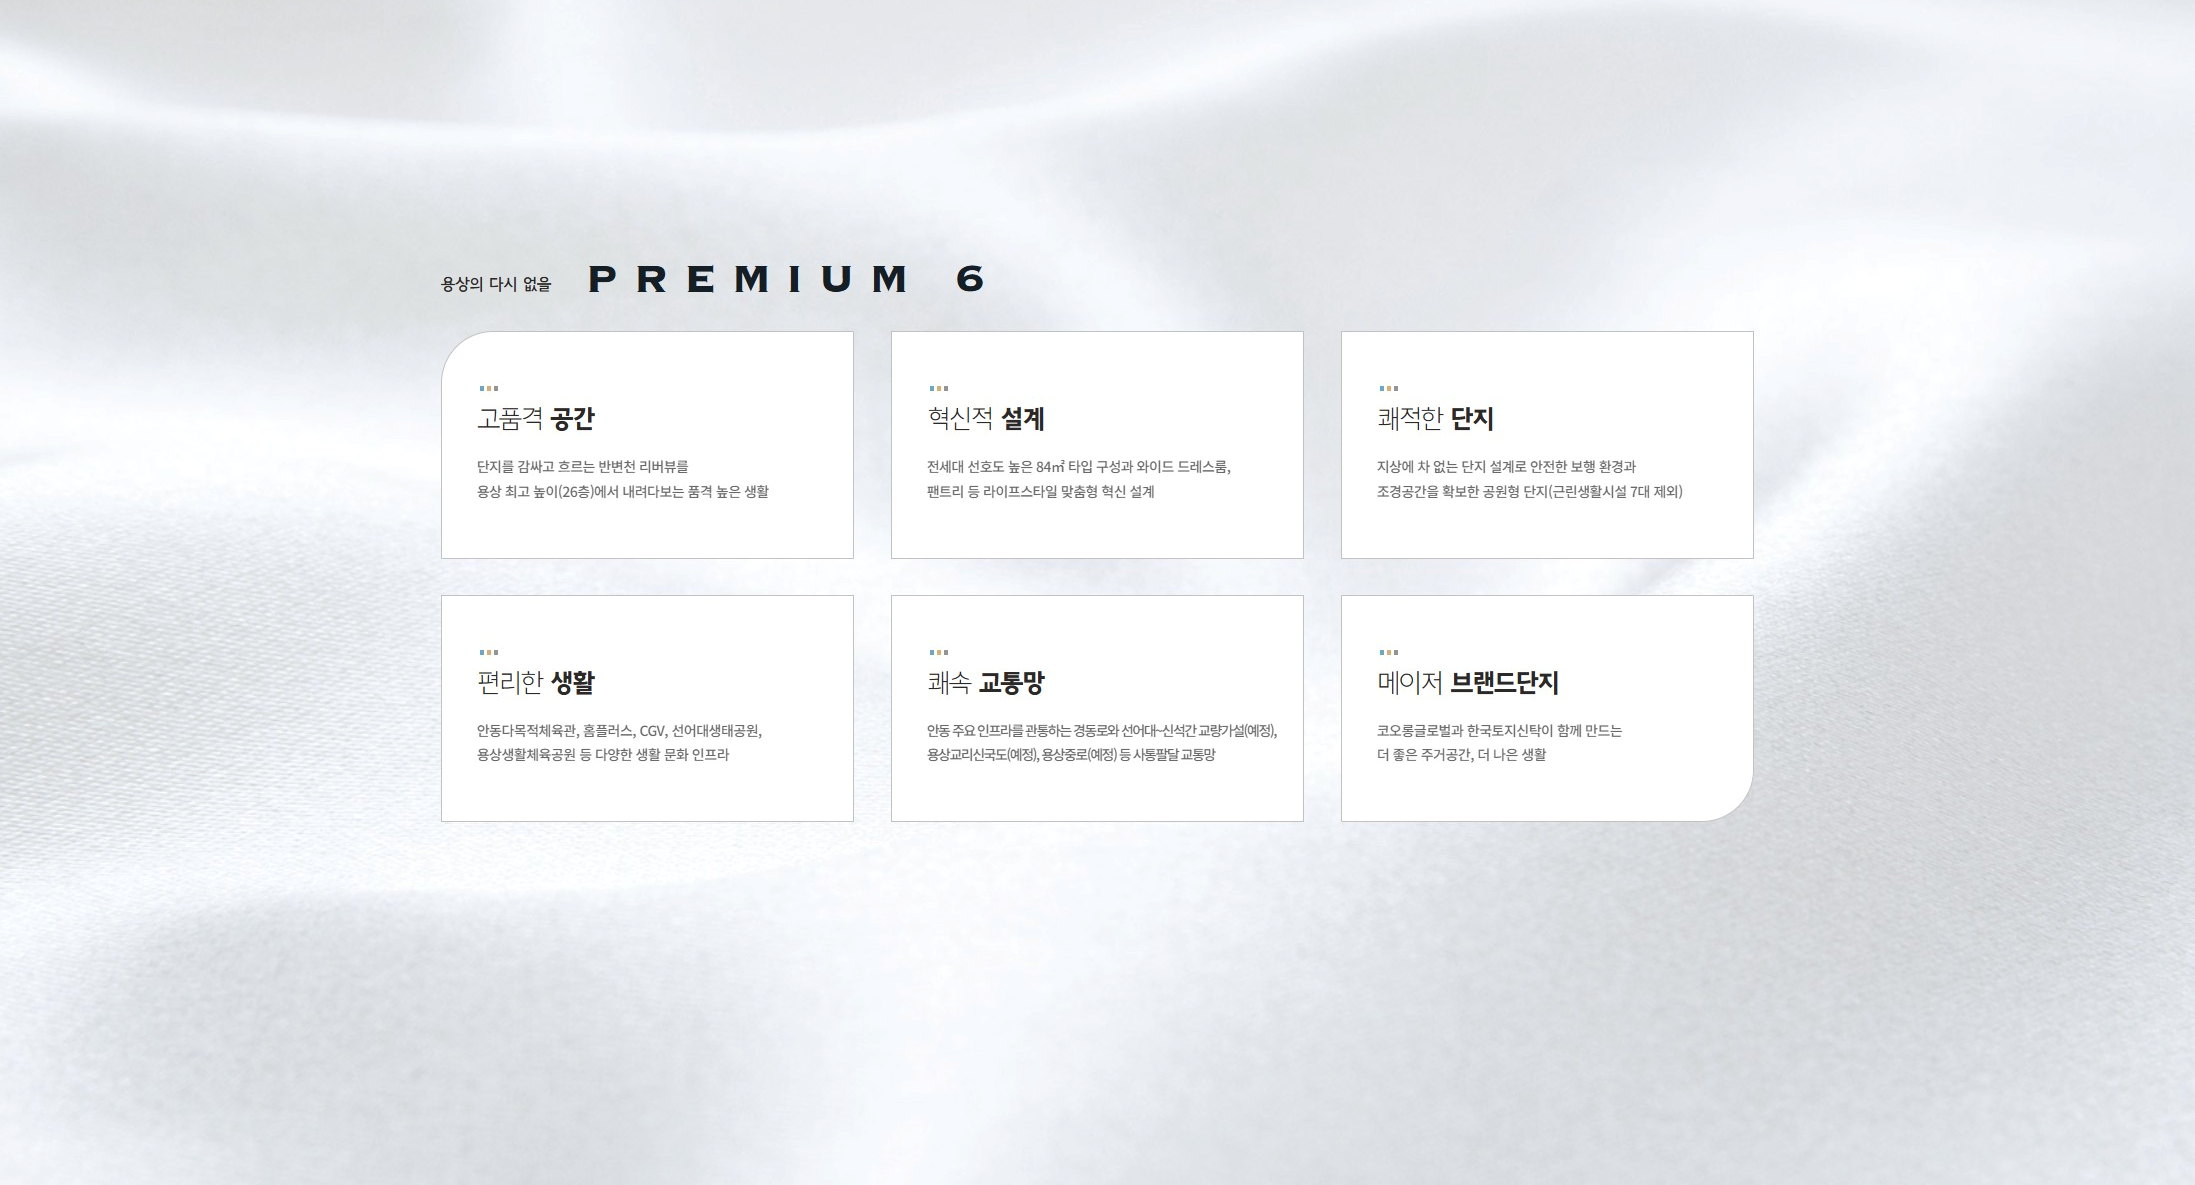 용상의 다시 없을 PREMIUM 6
고품격 공간
단지를 감싸고 흐르는 반변천 리버뷰를
용상 최고 높이(26층)에서 내려다보는 품격 높은 생활
혁신적 설계
전세대 선호도 높은 84㎡ 타입 구성과 와이드 드레스룸,
팬트리 등 라이프스타일 맞춤형 혁신 설계
쾌적한 단지
지상에 차 없는 단지 설계로 안전한 보행 환경과
조경공간을 확보한 공원형 단지(근린생활시설 7대 제외)
편리한 생활
안동다목적체육관, 홈플러스, CGV, 선어대생태공원,
용상생활체육공원 등 다양한 생활 문화 인프라
쾌속 교통망
안동 주요 인프라를 관통하는 경동로와 선어대~신석간 교량가설(예정),
용상교리신국도(예정), 용상중로(예정) 등 사통팔달 교통망
메이저 브랜드단지
코오롱글로벌과 한국토지신탁이 함께 만드는
더 좋은 주거공간, 더 나은 생활